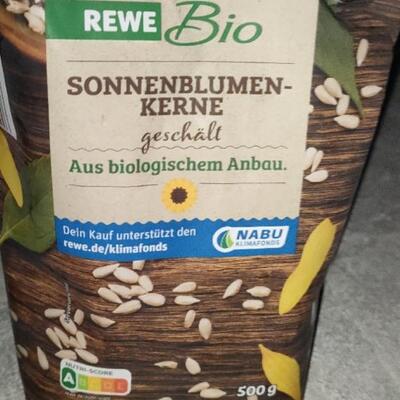 REWE Bio
SONNENBLUMEN-
KERNE
geschält
Aus biologischem Anbau.
Dein Kauf unterstützt den
rewe.de/klimafonds
NABU
KLIMAFONDS
NUTRI-SCORE
A B C D E
500 g